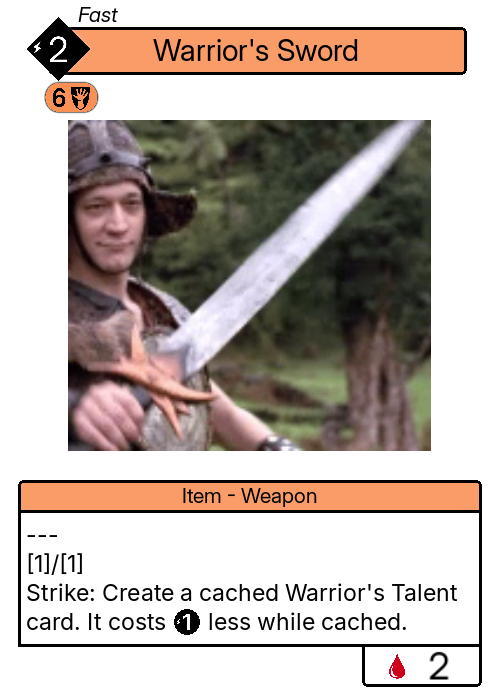 Fast
2 Warrior's Sword
6
Item - Weapon
---
[1]/[1]
Strike: Create a cached Warrior's Talent
card. It costs 1 less while cached.
2